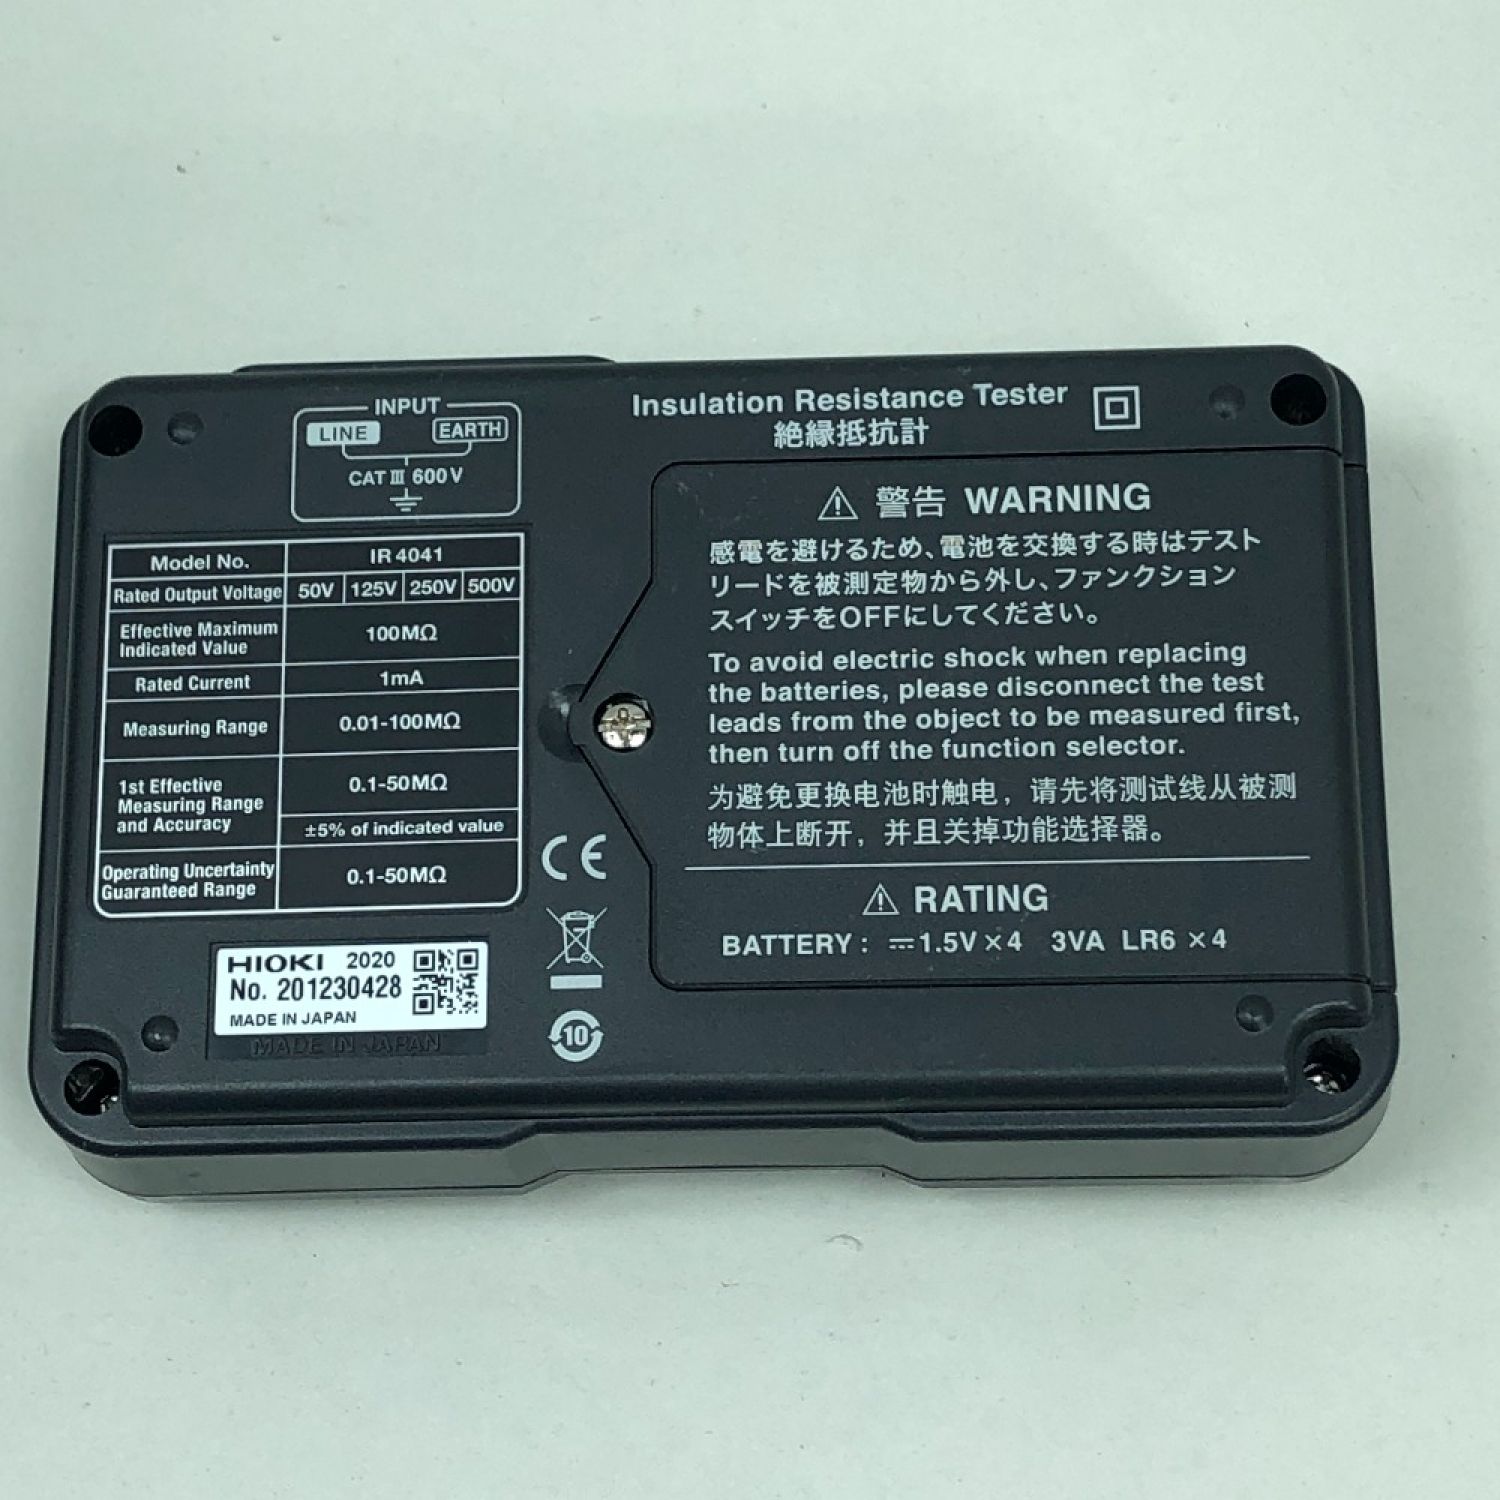 INPUT
LINE EARTH
CAT Ⅲ 600V
Insulation Resistance Tester
絶縁抵抗計
Model No. IR4041
Rated Output Voltage 50V 125V 250V 500V
Effective Maximum
Indicated Value
100MΩ
Rated Current 1mA
Measuring Range 0.01-100MΩ
1st Effective
Measuring Range
and Accuracy
0.1-50MΩ
±5% of indicated value
Operating Uncertainty
Guaranteed Range
0.1-50MΩ
HIOKI 2020
No. 201230428
MADE IN JAPAN
MADE IN JAPAN
CE
10
⚠ 警告 WARNING
感電を避けるため、電池を交換する時はテスト
リードを被測定物から外し、ファンクション
スイッチをOFFにしてください。
To avoid electric shock when replacing
the batteries, please disconnect the test
leads from the object to be measured first,
then turn off the function selector.
为避免更换电池时触电，请先将测试线从被测
物体上断开，并且关掉功能选择器。
⚠ RATING
BATTERY : ⎓1.5V×4 3VA LR6 ×4